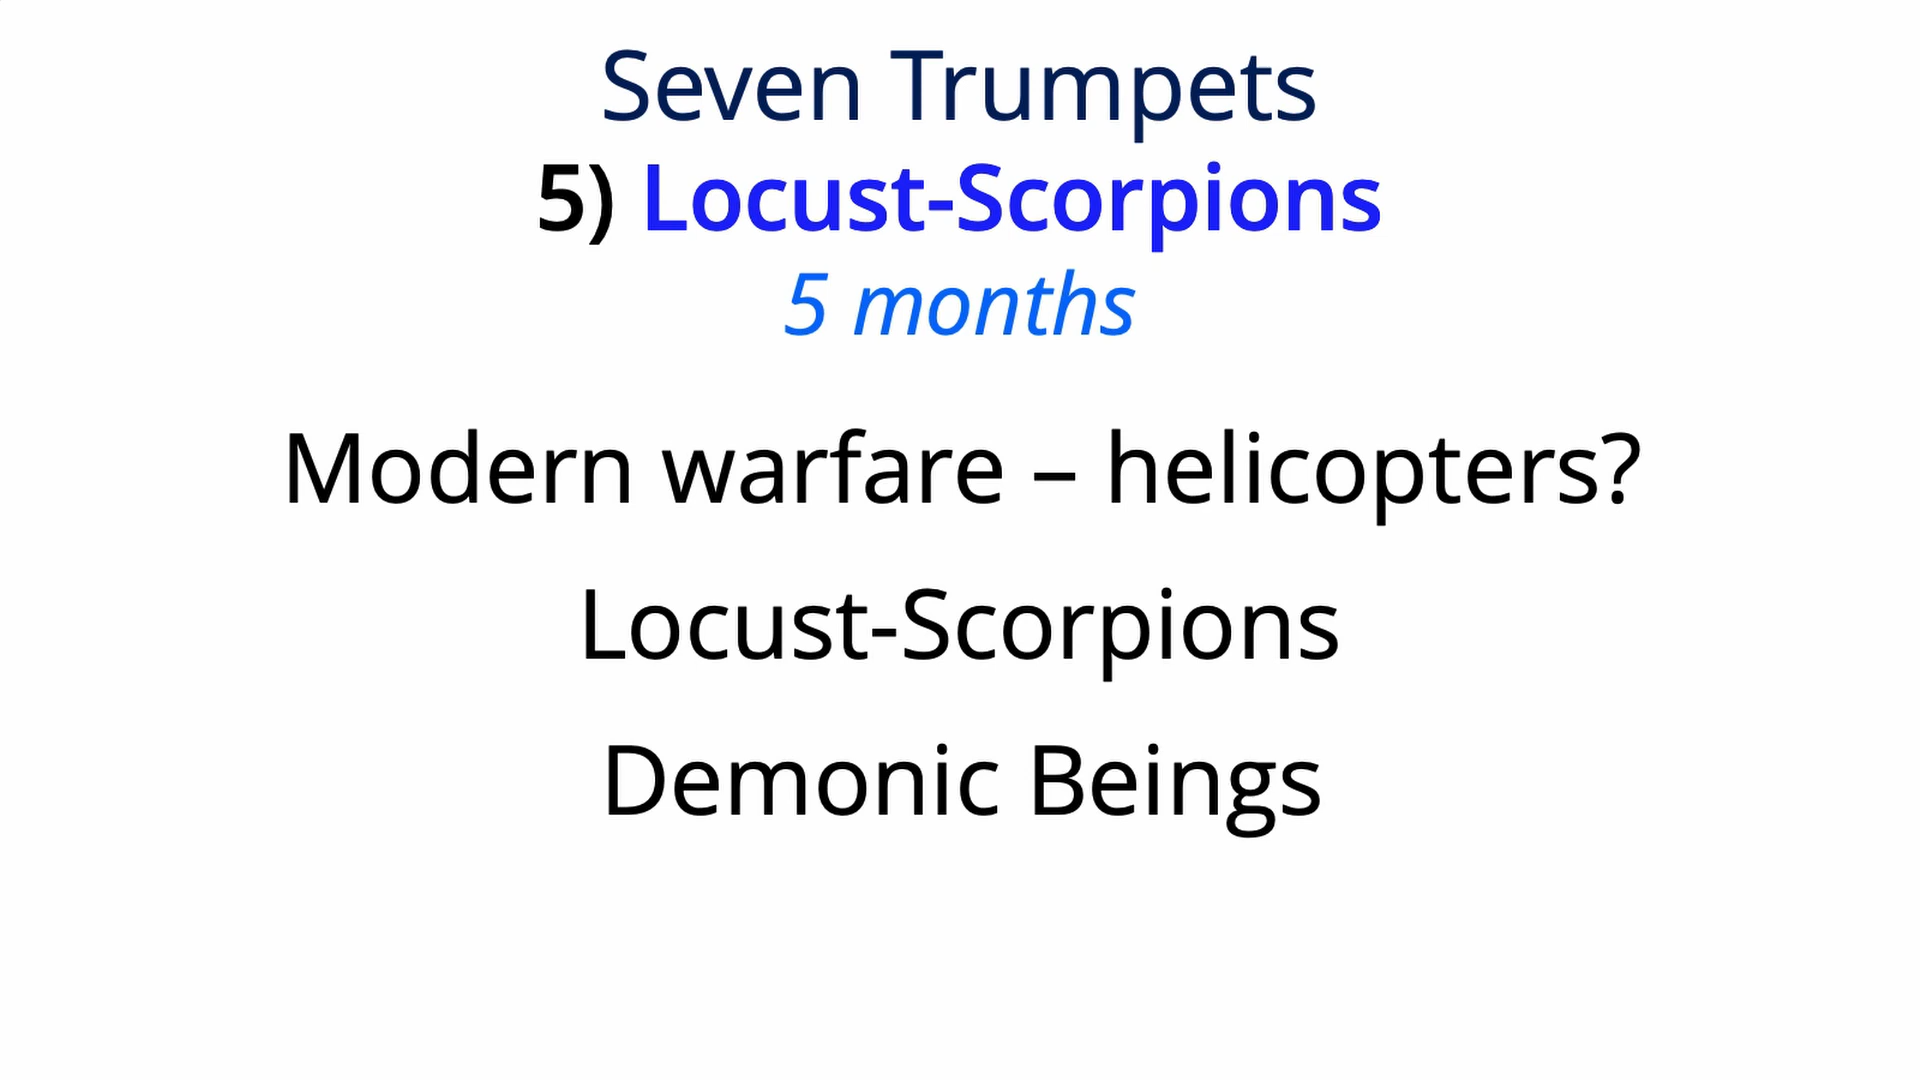 Seven Trumpets
5) Locust-Scorpions
5 months
Modern warfare – helicopters?
Locust-Scorpions
Demonic Beings